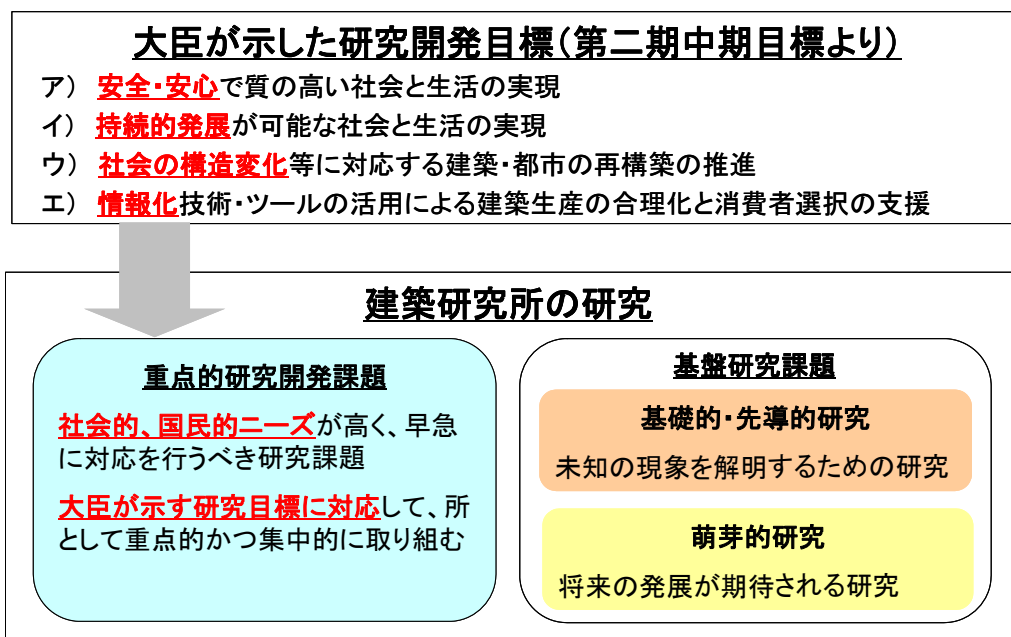 大臣が示した研究開発目標（第二期中期目標より）
ア） 安全・安心で質の高い社会と生活の実現
イ） 持続的発展が可能な社会と生活の実現
ウ） 社会の構造変化等に対応する建築・都市の再構築の推進
エ） 情報化技術・ツールの活用による建築生産の合理化と消費者選択の支援
建築研究所の研究
重点的研究開発課題
社会的、国民的ニーズが高く、早急
に対応を行うべき研究課題
大臣が示す研究目標に対応して、所
として重点的かつ集中的に取り組む
基盤研究課題
基礎的・先導的研究
未知の現象を解明するための研究
萌芽的研究
将来の発展が期待される研究